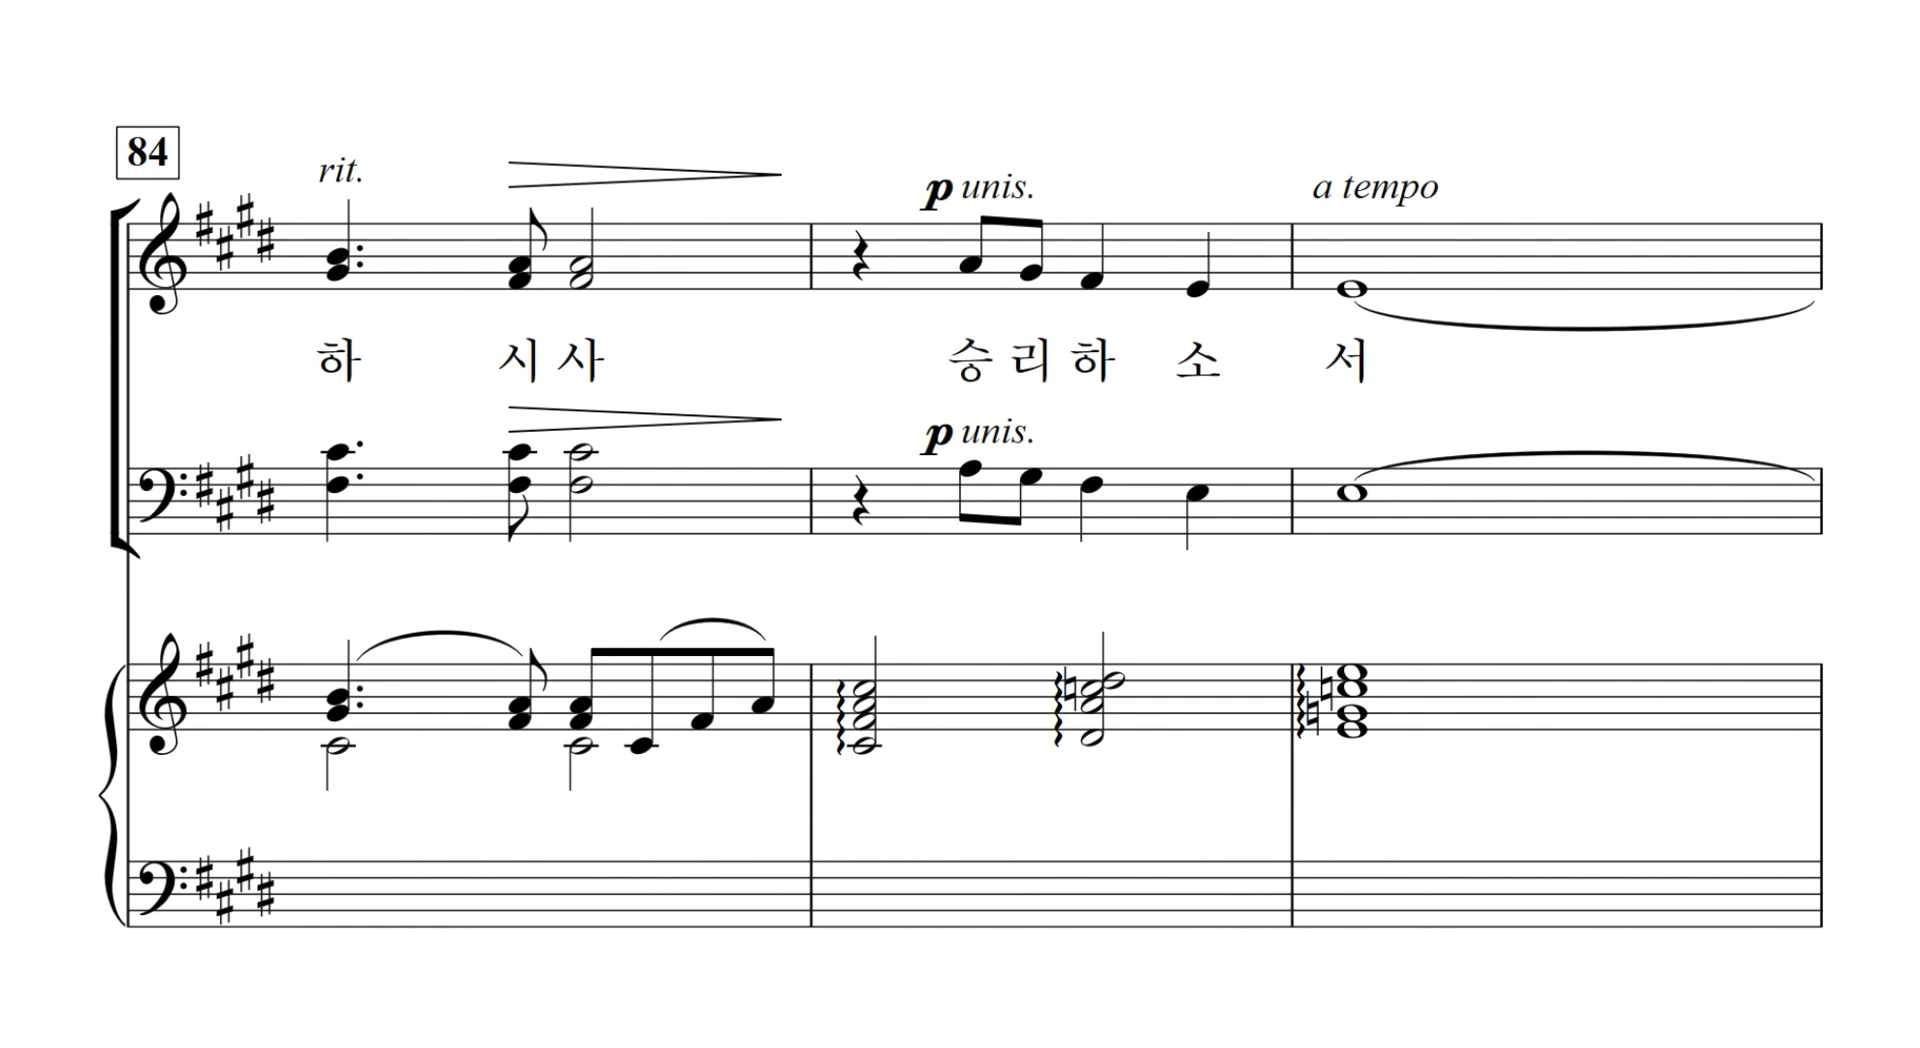 84
rit.
p unis.
a tempo
하 시 사 승 리 하 소 서
p unis.